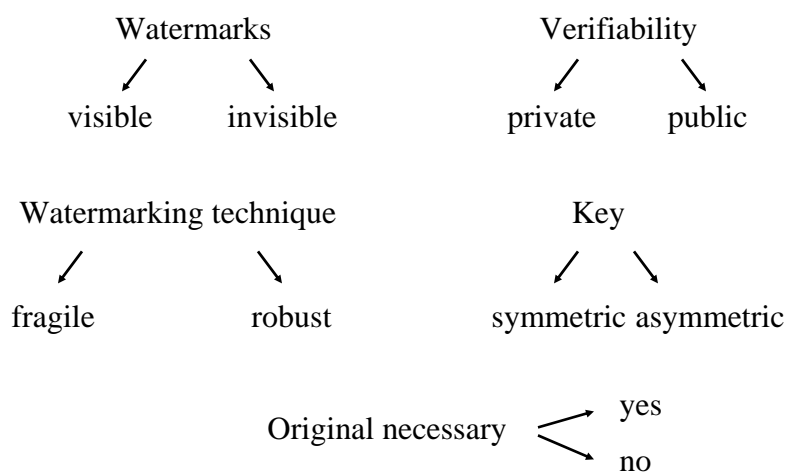 Watermarks
visible invisible
Verifiability
private public
Watermarking technique
fragile robust
Key
symmetric asymmetric
Original necessary
yes
no